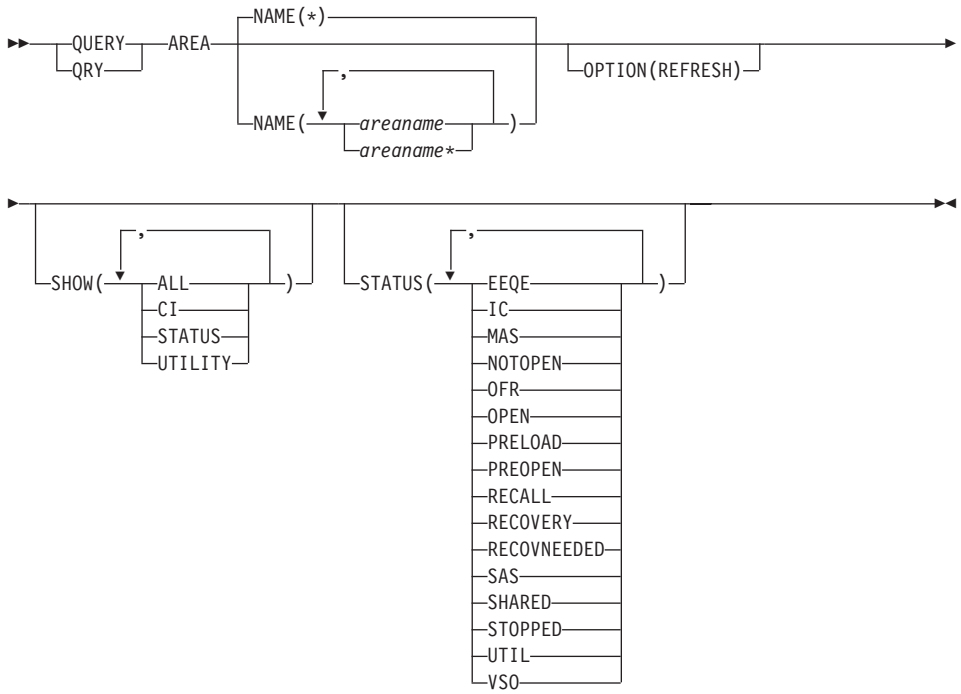 NAME(*)
QUERY AREA
QRY OPTION(REFRESH)
,
NAME( areaname )
areaname*
, ,
SHOW( ALL ) STATUS( EEQE )
CI IC
STATUS MAS
UTILITY NOTOPEN
OFR
OPEN
PRELOAD
PREOPEN
RECALL
RECOVERY
RECOVNEEDED
SAS
SHARED
STOPPED
UTIL
VSO